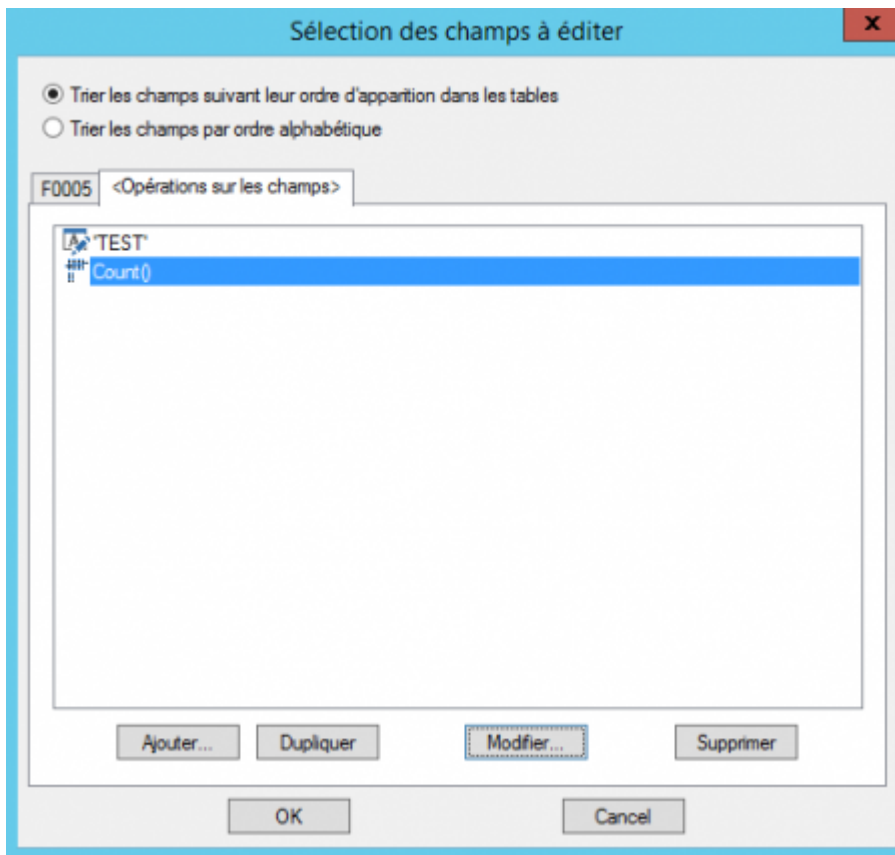 Sélection des champs à éditer
x
Trier les champs suivant leur ordre d'apparition dans les tables
Trier les champs par ordre alphabétique
F0005 <Opérations sur les champs>
'TEST'
Count()
Ajouter... Dupliquer Modifier... Supprimer
OK Cancel